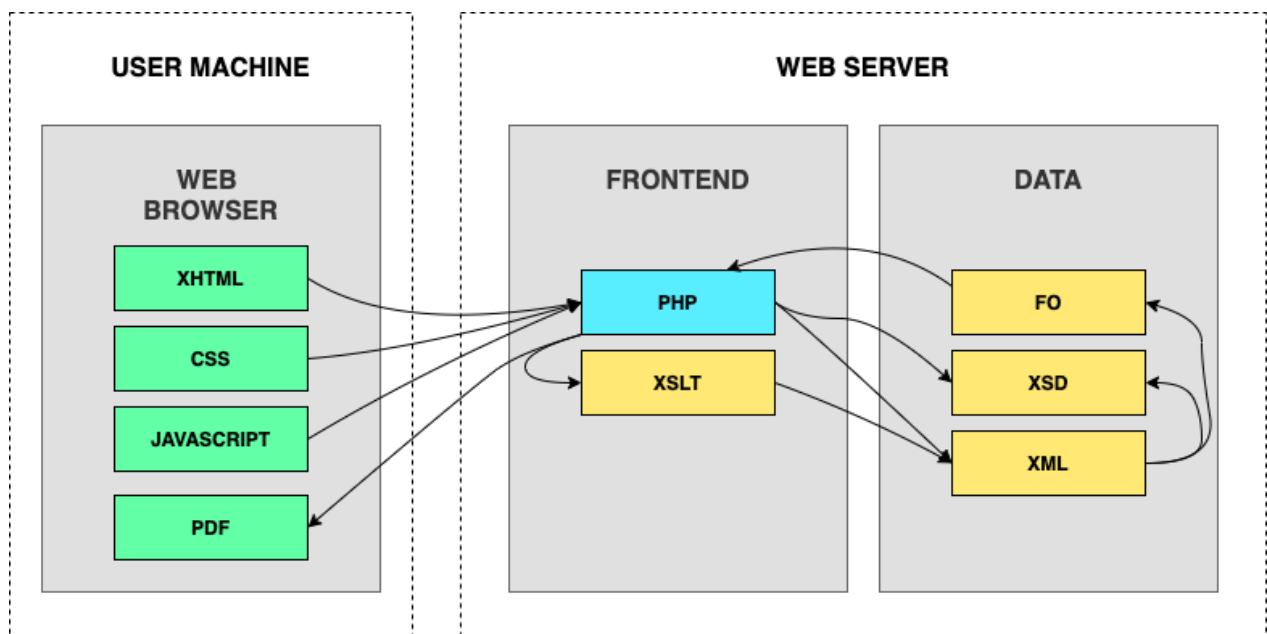 USER MACHINE
WEB
BROWSER
XHTML
CSS
JAVASCRIPT
PDF
WEB SERVER
FRONTEND
PHP
XSLT
DATA
FO
XSD
XML